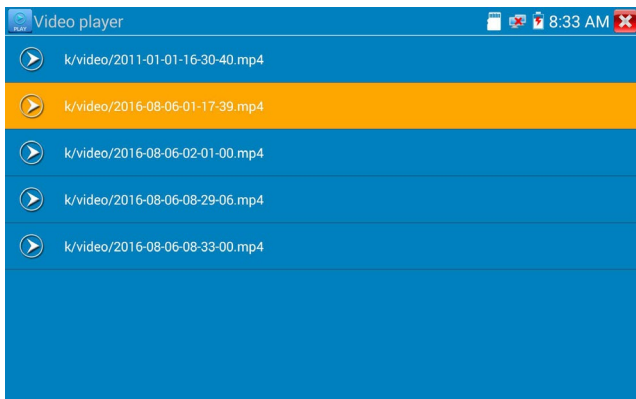 PLAY Video player 8:33 AM
k/video/2011-01-01-16-30-40.mp4
k/video/2016-08-06-01-17-39.mp4
k/video/2016-08-06-02-01-00.mp4
k/video/2016-08-06-08-29-06.mp4
k/video/2016-08-06-08-33-00.mp4